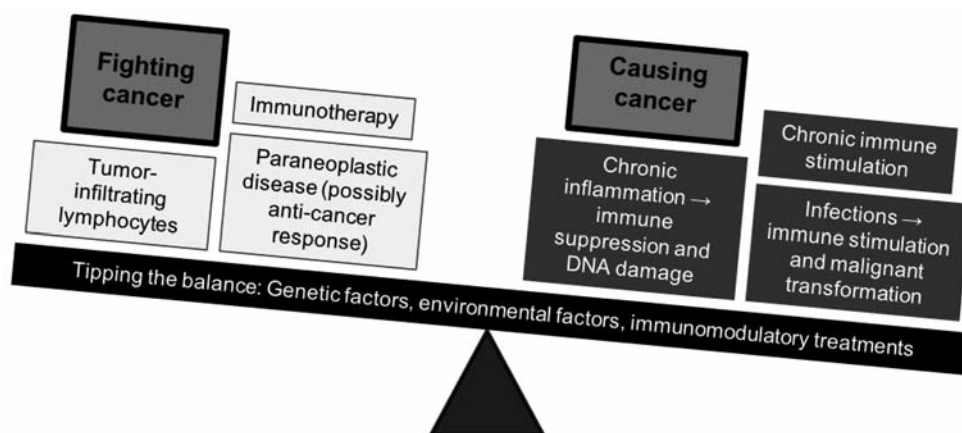 Fighting
cancer
Immunotherapy
Tumor-
infiltrating
lymphocytes
Paraneoplastic
disease (possibly
anti-cancer
response)
Causing
cancer
Chronic immune
stimulation
Chronic
inflammation →
immune
suppression and
DNA damage
Infections →
immune stimulation
and malignant
transformation
Tipping the balance: Genetic factors, environmental factors, immunomodulatory treatments